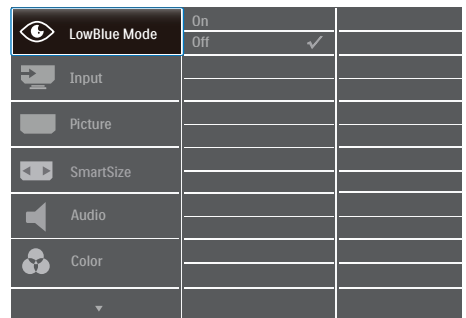 LowBlue Mode
On
Off
Input
Picture
SmartSize
Audio
Color